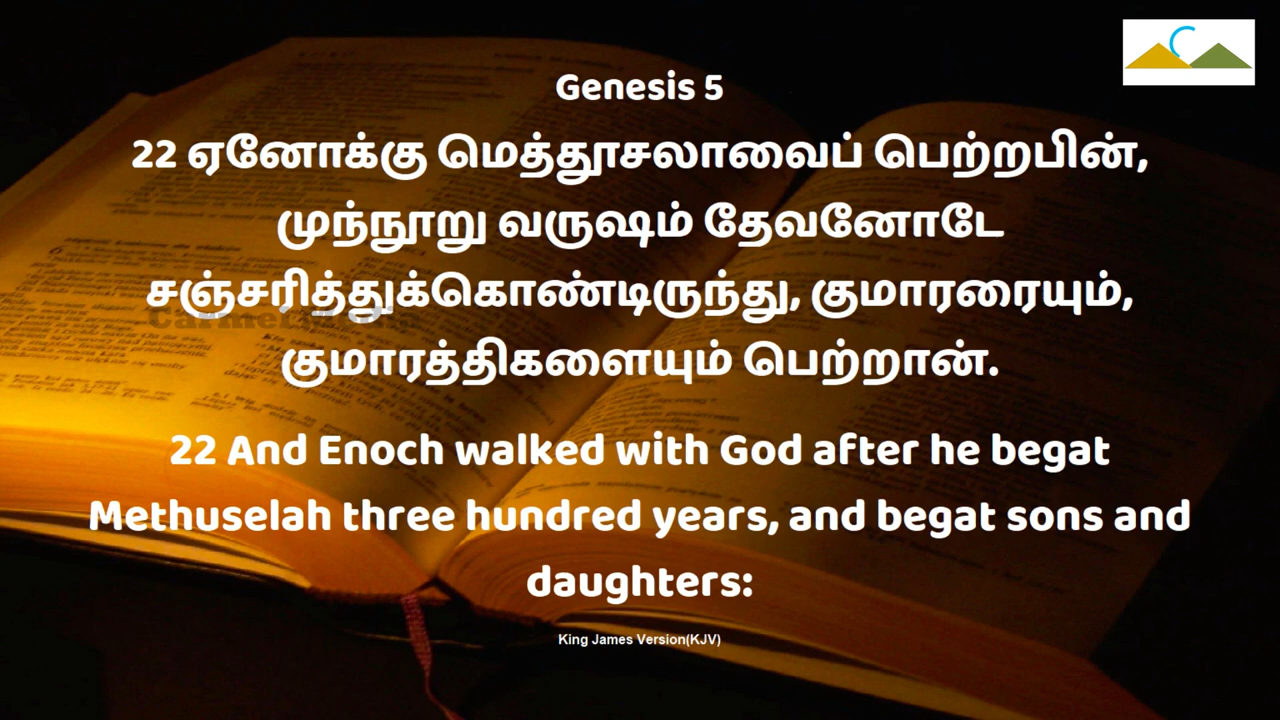 Genesis 5
22 ஏனோக்கு மெத்தூசலாவைப் பெற்றபின்,
முந்நூறு வருஷம் தேவனோடே
சஞ்சரித்துக்கொண்டிருந்து, குமாரரையும்,
குமாரத்திகளையும் பெற்றான்.
22 And Enoch walked with God after he begat
Methuselah three hundred years, and begat sons and
daughters:
King James Version(KJV)